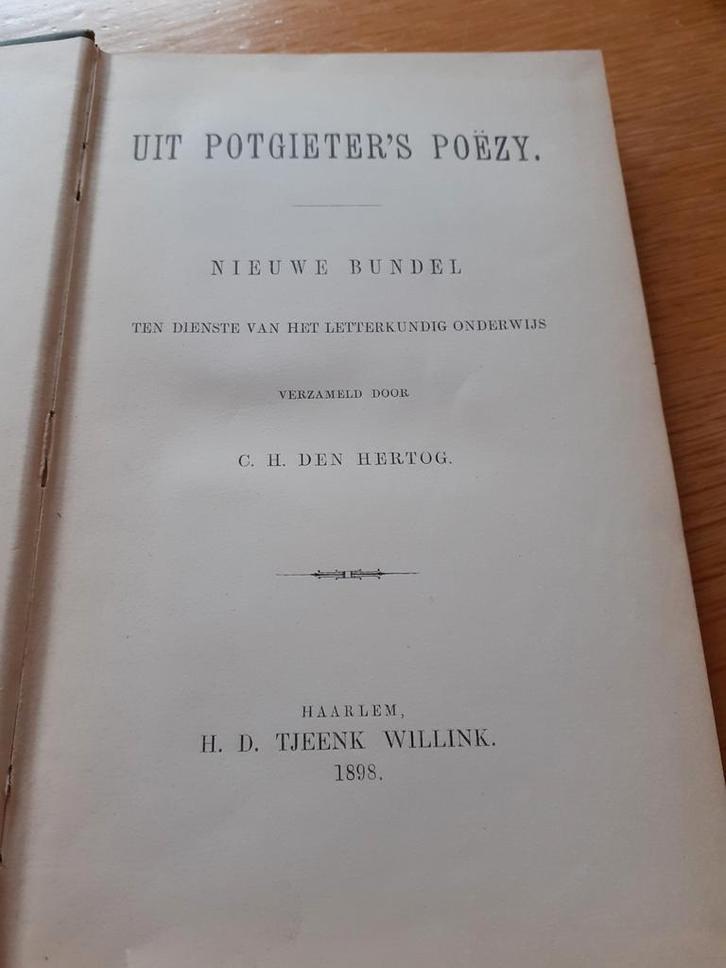 UIT POTGIETER'S POËZY.
NIEUWE BUNDEL
TEN DIENSTE VAN HET LETTERKUNDIG ONDERWIJS
VERZAMELD DOOR
C. H. DEN HERTOG.
HAARLEM,
H. D. TJEENK WILLINK.
1898.